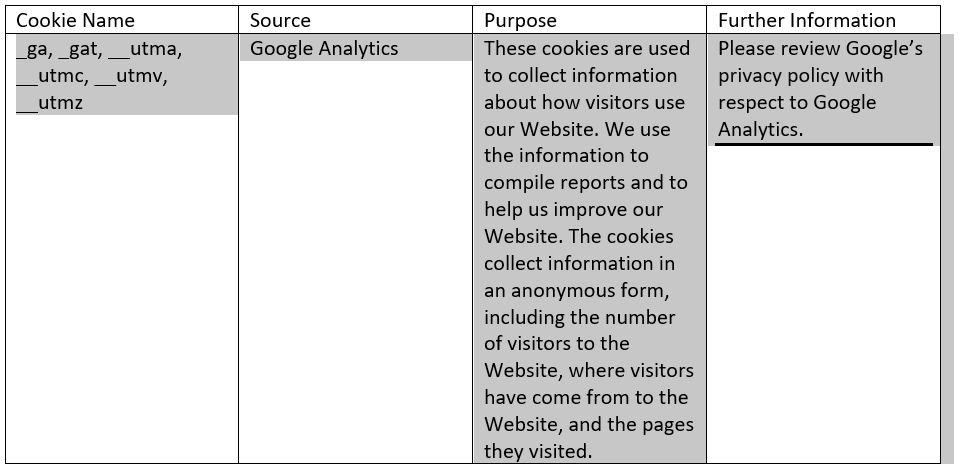 Cookie Name
Source
Purpose
Further Information
_ga, _gat, __utma,
__utmc, __utmv,
__utmz
Google Analytics
These cookies are used
to collect information
about how visitors use
our Website. We use
the information to
compile reports and to
help us improve our
Website. The cookies
collect information in
an anonymous form,
including the number
of visitors to the
Website, where visitors
have come from to the
Website, and the pages
they visited.
Please review Google’s
privacy policy with
respect to Google
Analytics.